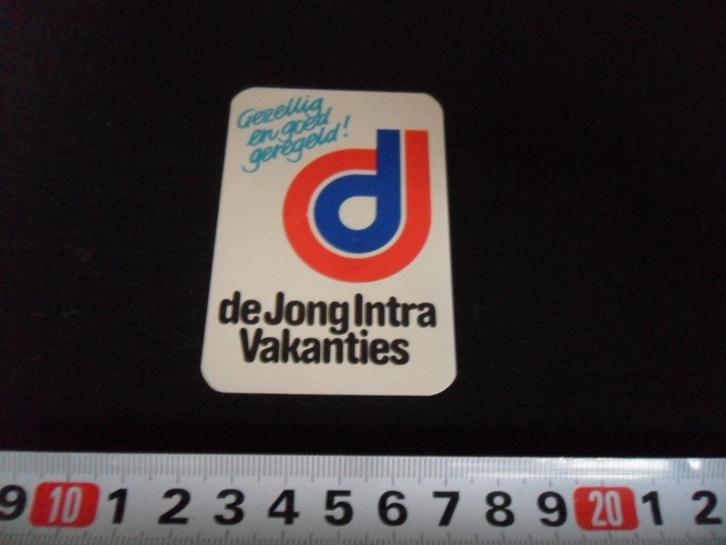 Gezellig
en goed
geregeld!
d
de Jong Intra
Vakanties
9 10 1 2 3 4 5 6 7 8 9 20 1 2